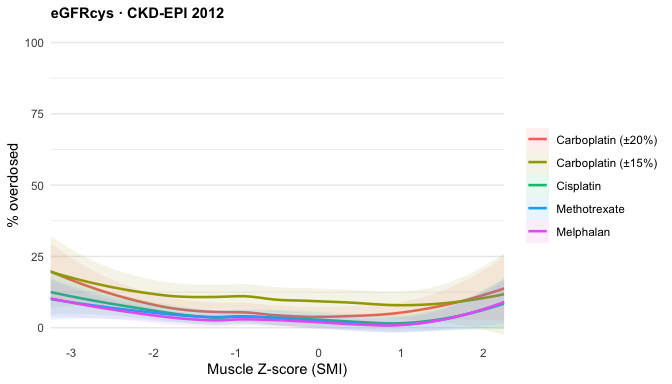 eGFRcys · CKD-EPI 2012
100
75
50
25
0
% overdosed
-3 -2 -1 0 1 2
Muscle Z-score (SMI)
Carboplatin (±20%)
Carboplatin (±15%)
Cisplatin
Methotrexate
Melphalan